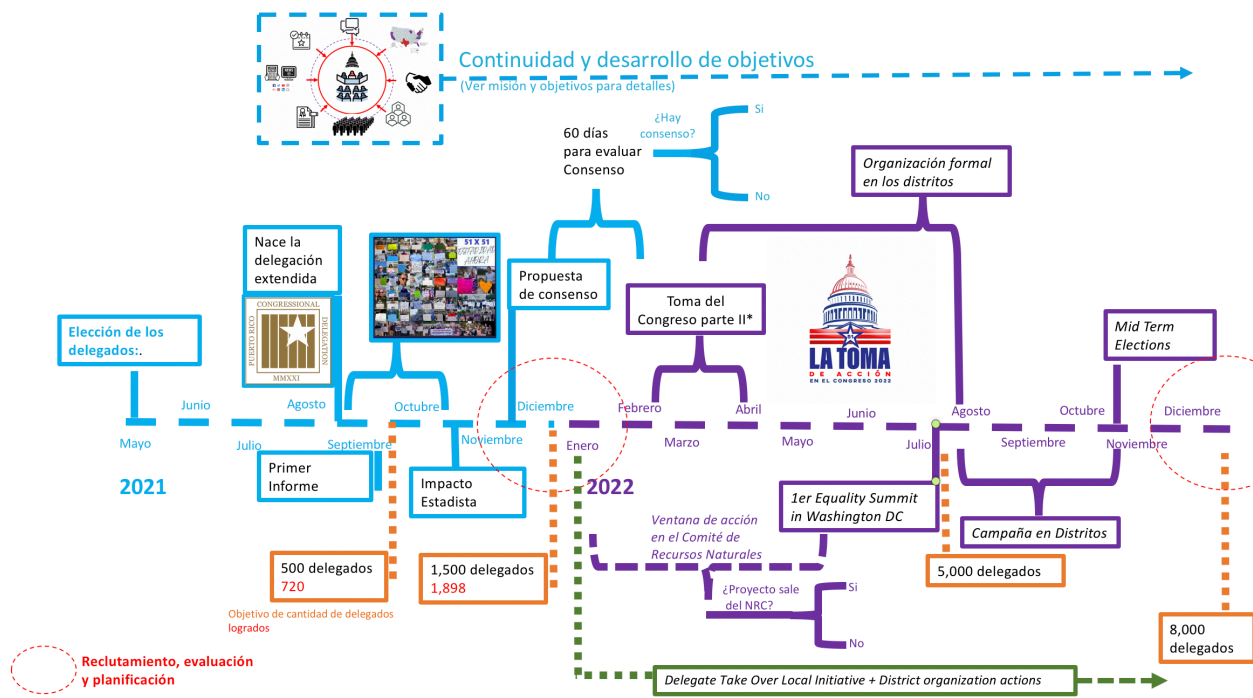 Continuidad y desarrollo de objetivos
(Ver misión y objetivos para detalles)
60 días
para evaluar
Consenso
¿Hay
consenso?
Si
No
Organización formal
en los distritos
Nace la
delegación
extendida
51 X 51
ESTADIDAD
AHORA
Propuesta
de consenso
Toma del
Congreso parte II*
CONGRESSIONAL
PUERTO RICO
DELEGATION
MMXXI
Elección de los
delegados:.
LA TOMA
DE ACCIÓN
EN EL CONGRESO 2022
Mid Term
Elections
Junio
Agosto
Octubre
Diciembre
Febrero
Abril
Junio
Agosto
Octubre
Diciembre
Mayo
Julio
Septiembre
Noviembre
Enero
Marzo
Mayo
Julio
Septiembre
Noviembre
2021
2022
Primer
Informe
Impacto
Estadista
1er Equality Summit
in Washington DC
Ventana de acción
en el Comité de
Recursos Naturales
Campaña en Distritos
500 delegados
720
1,500 delegados
1,898
5,000 delegados
Objetivo de cantidad de delegados
logrados
¿Proyecto sale
del NRC?
Si
No
8,000
delegados
Reclutamiento, evaluación
y planificación
Delegate Take Over Local Initiative + District organization actions